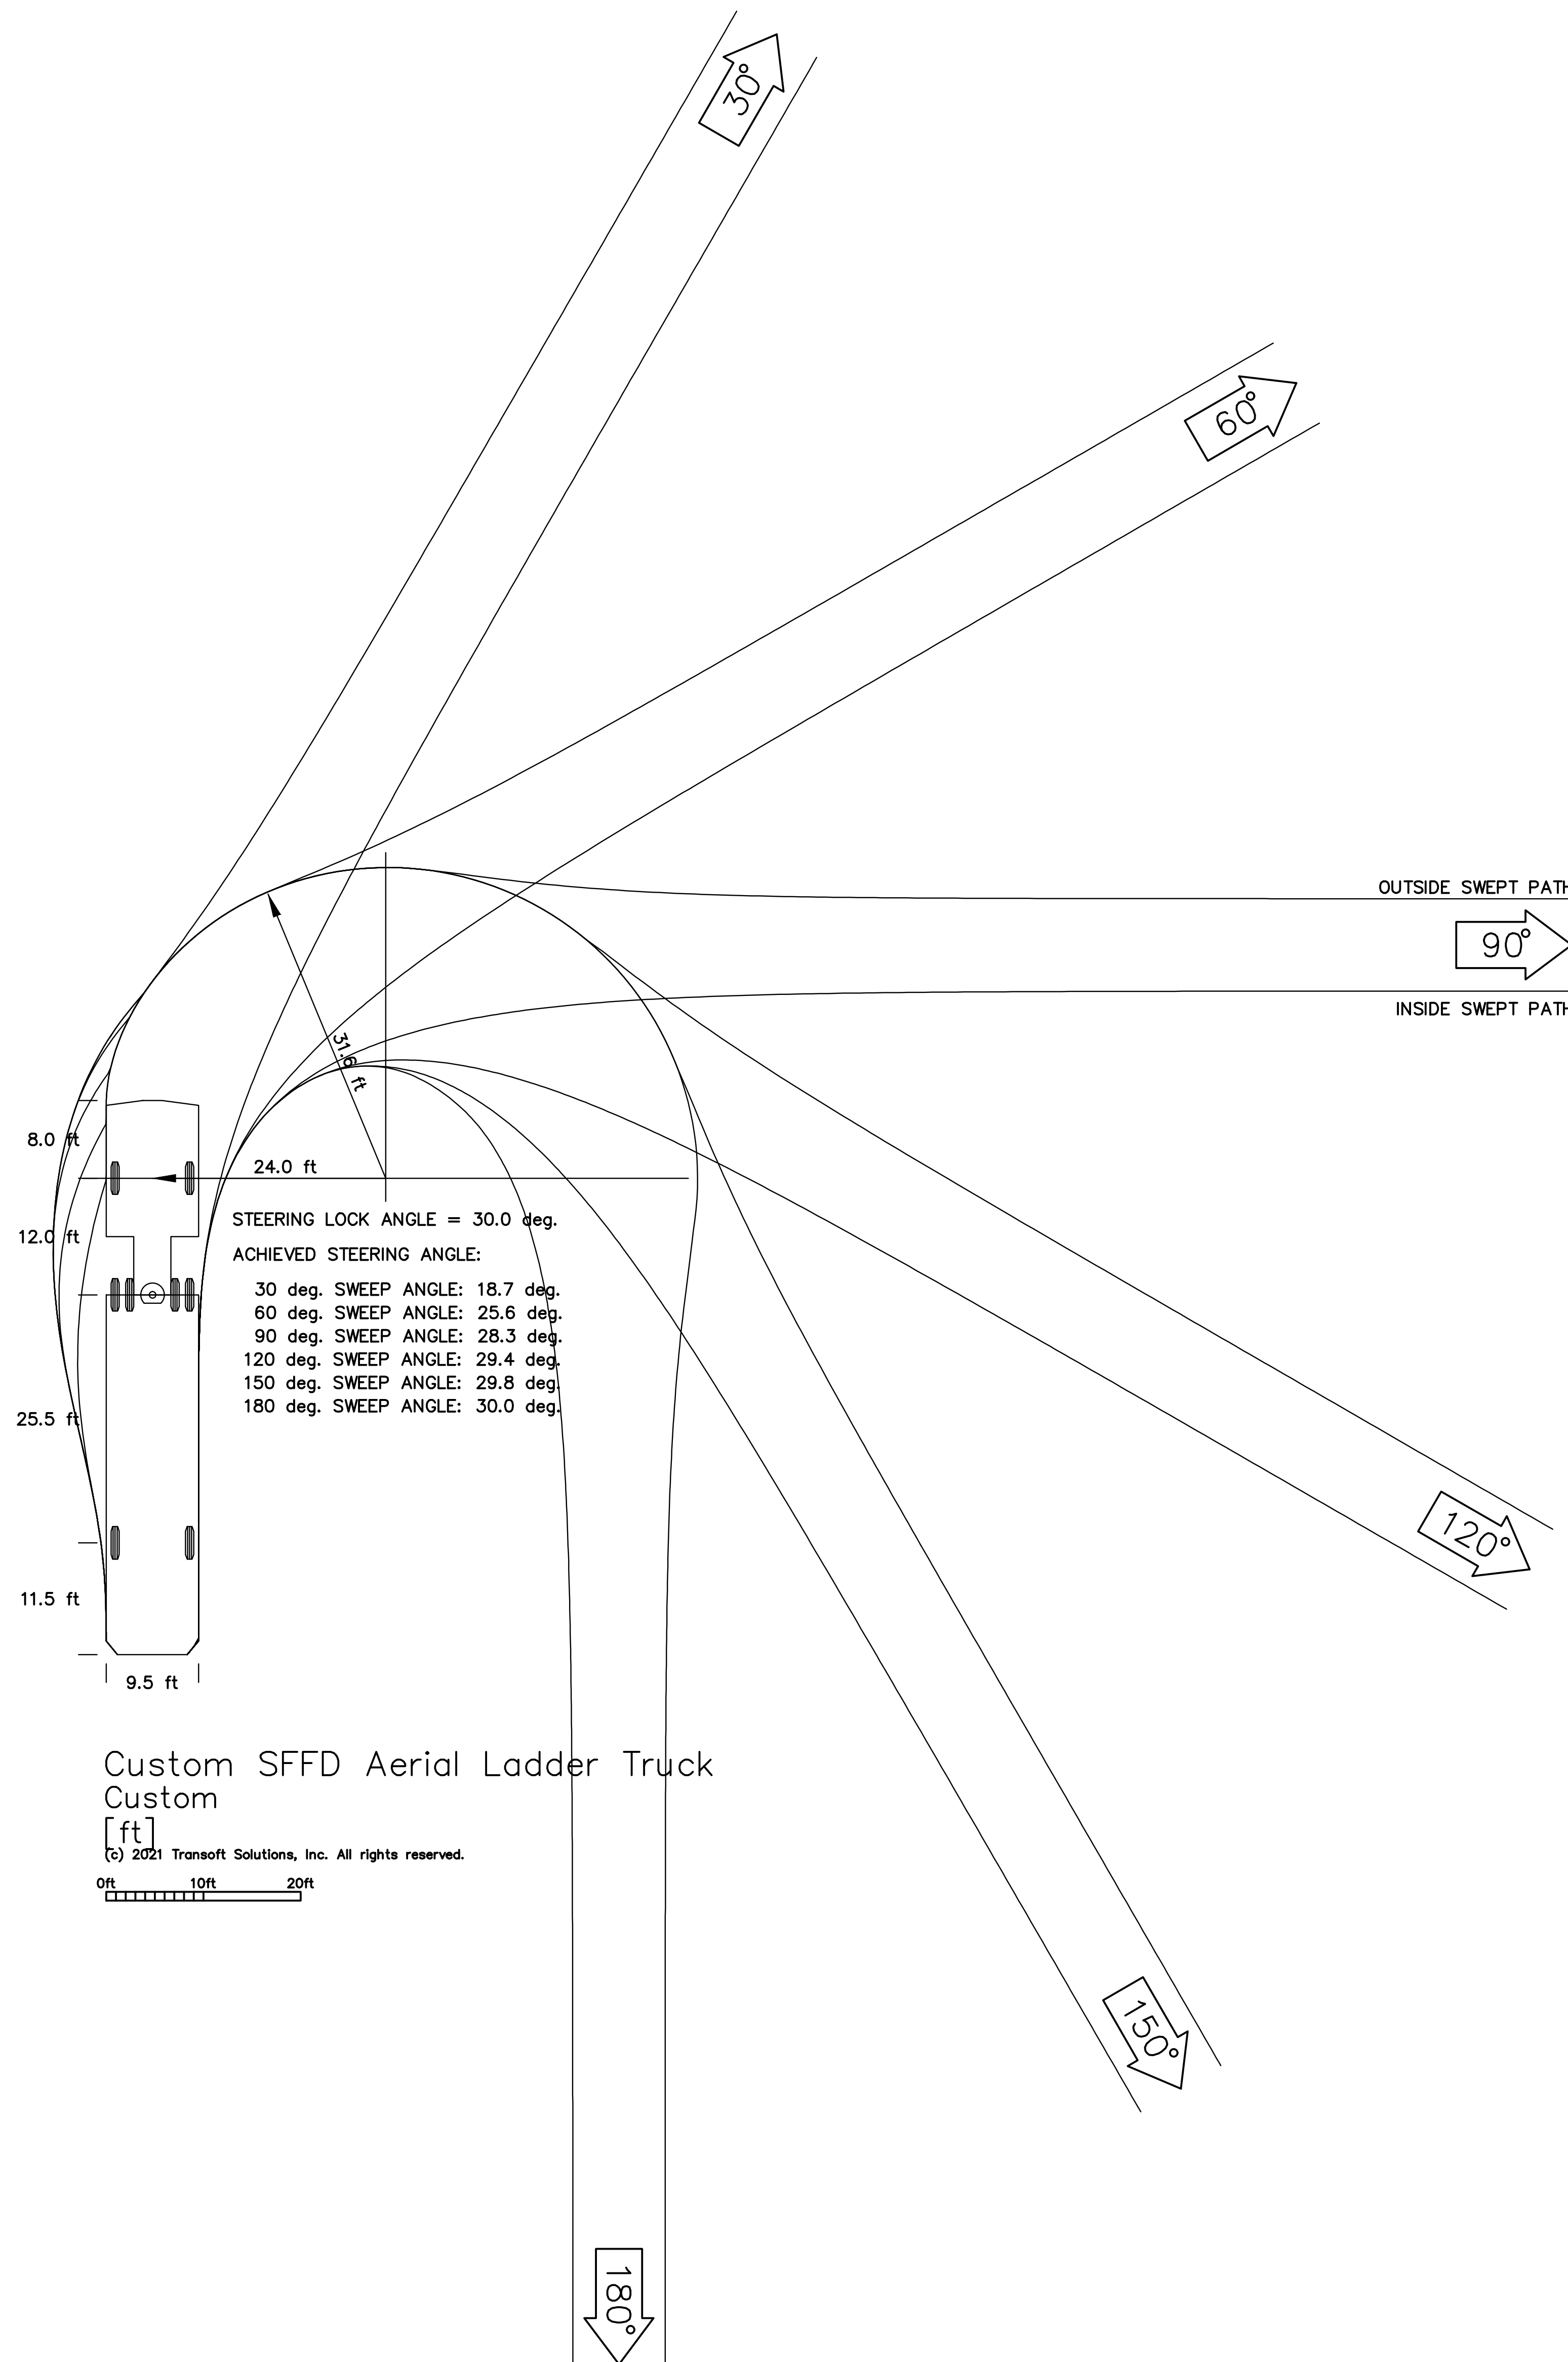 30°
60°
OUTSIDE SWEPT PATH
90°
INSIDE SWEPT PATH
31.6 ft
8.0 ft
24.0 ft
12.0 ft
STEERING LOCK ANGLE = 30.0 deg.
ACHIEVED STEERING ANGLE:
30 deg. SWEEP ANGLE: 18.7 deg.
60 deg. SWEEP ANGLE: 25.6 deg.
90 deg. SWEEP ANGLE: 28.3 deg.
120 deg. SWEEP ANGLE: 29.4 deg.
150 deg. SWEEP ANGLE: 29.8 deg.
180 deg. SWEEP ANGLE: 30.0 deg.
25.5 ft
120°
11.5 ft
9.5 ft
Custom SFFD Aerial Ladder Truck
Custom
[ft]
(c) 2021 Transoft Solutions, Inc. All rights reserved.
0ft 10ft 20ft
150°
180°